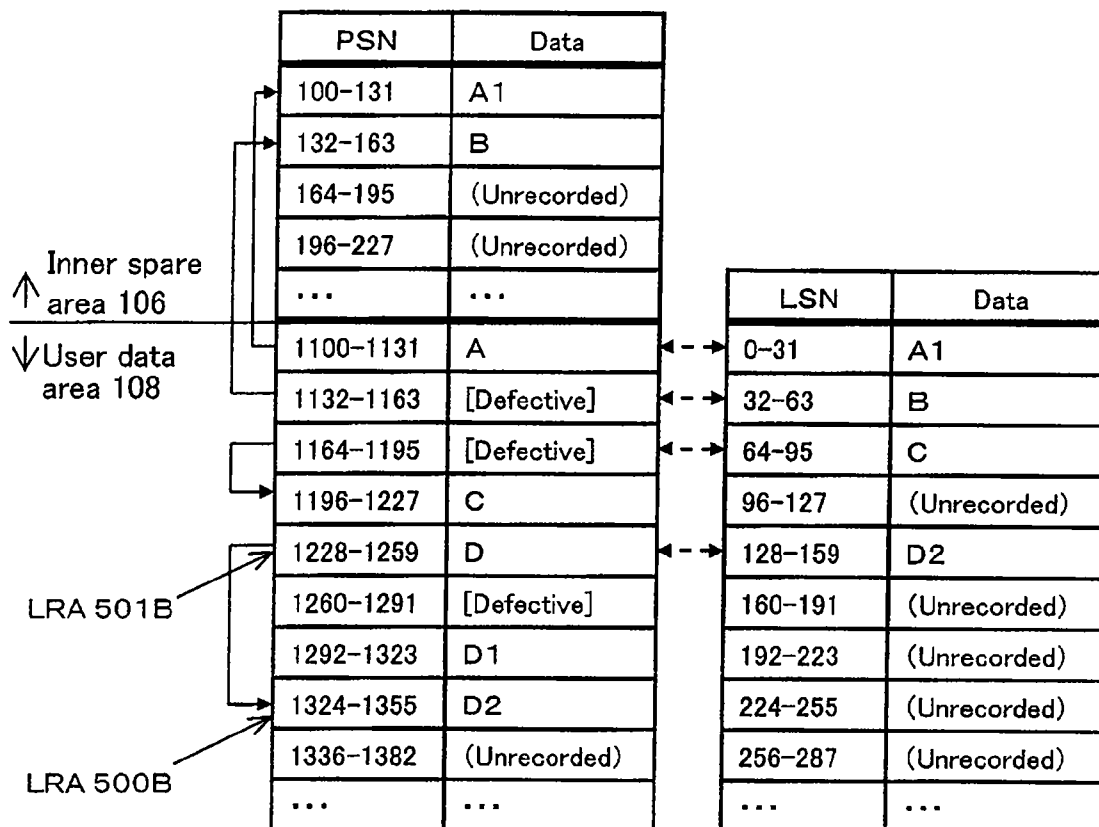 PSN Data
100-131 A1
132-163 B
164-195 (Unrecorded)
196-227 (Unrecorded)
... ...
Inner spare
area 106
User data
area 108
1100-1131 A
1132-1163 [Defective]
1164-1195 [Defective]
1196-1227 C
1228-1259 D
1260-1291 [Defective]
1292-1323 D1
1324-1355 D2
1336-1382 (Unrecorded)
... ...
LRA 501B
LRA 500B
LSN Data
0-31 A1
32-63 B
64-95 C
96-127 (Unrecorded)
128-159 D2
160-191 (Unrecorded)
192-223 (Unrecorded)
224-255 (Unrecorded)
256-287 (Unrecorded)
... ...